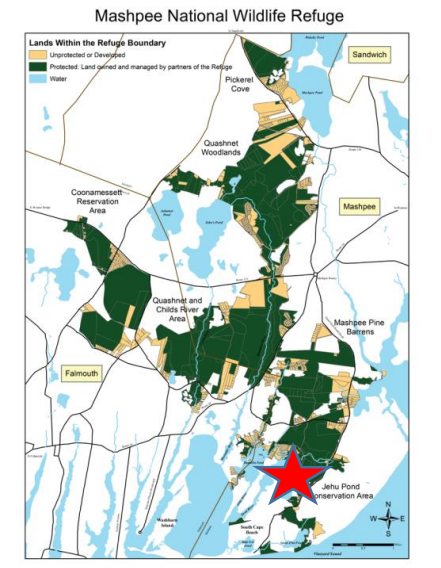 Mashpee National Wildlife Refuge
Lands Within the Refuge Boundary
Unprotected or Developed
Protected: Land owned and managed by partners of the Refuge
Water
Sandwich
Pickerel
Cove
Quashnet
Woodlands
Coonamessett
Reservation
Area
Mashpee
Quashnet and
Childs River
Area
Mashpee Pine
Barrens
Falmouth
Jehu Pond
onservation Area
Washburn
Island
South Cape
Beach
Vineyard Sound
N
W
E
S